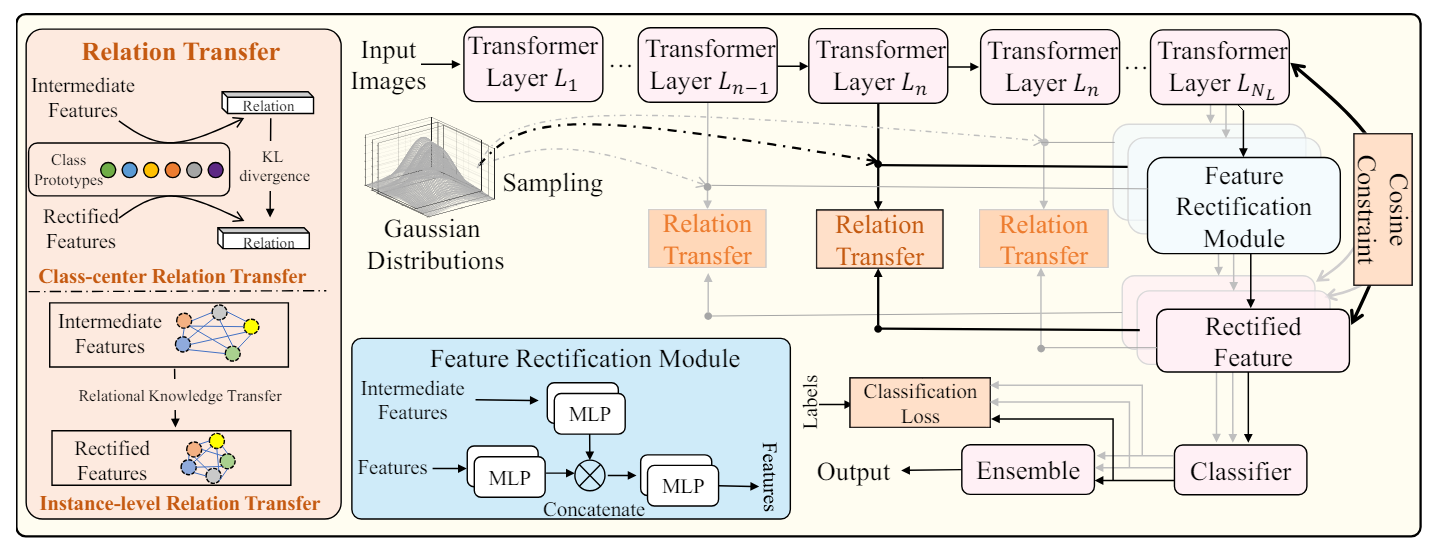 Relation Transfer
Intermediate
Features
Relation
Class
Prototypes
KL
divergence
Rectified
Features
Relation
Class-center Relation Transfer
Intermediate
Features
Relational Knowledge Transfer
Rectified
Features
Instance-level Relation Transfer
Input
Images
Transformer
Layer L_1
...
Transformer
Layer L_{n-1}
Transformer
Layer L_n
Transformer
Layer L_n
...
Transformer
Layer L_{N_L}
Sampling
Gaussian
Distributions
Relation
Transfer
Relation
Transfer
Relation
Transfer
Feature
Rectification
Module
Cosine
Constraint
Rectified
Feature
Feature Rectification Module
Intermediate
Features
MLP
Features
MLP
Concatenate
MLP
Features
Labels
Classification
Loss
Output
Ensemble
Classifier